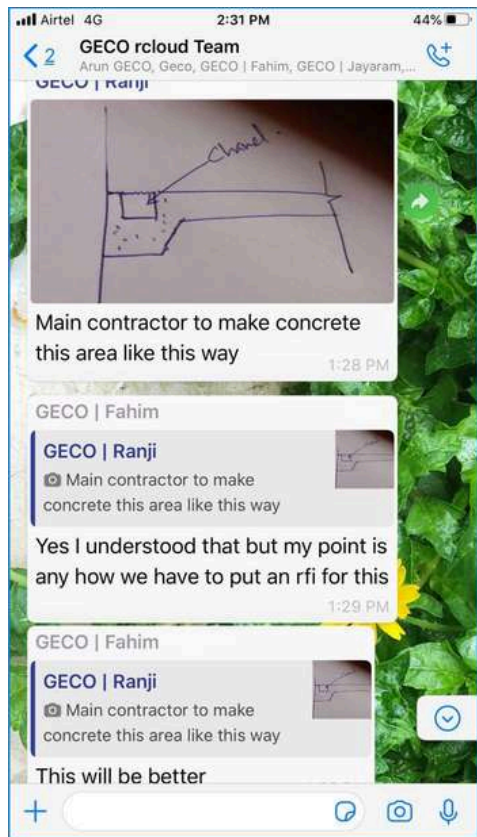 Airtel 4G 2:31 PM 44%
2 GECO rcloud Team
Arun GECO, Geco, GECO | Fahim, GECO | Jayaram,...
GECO | Ranji
Chanel.
Main contractor to make concrete
this area like this way
1:28 PM
GECO | Fahim
GECO | Ranji
Main contractor to make
concrete this area like this way
Yes I understood that but my point is
any how we have to put an rfi for this
1:29 PM
GECO | Fahim
GECO | Ranji
Main contractor to make
concrete this area like this way
This will be better